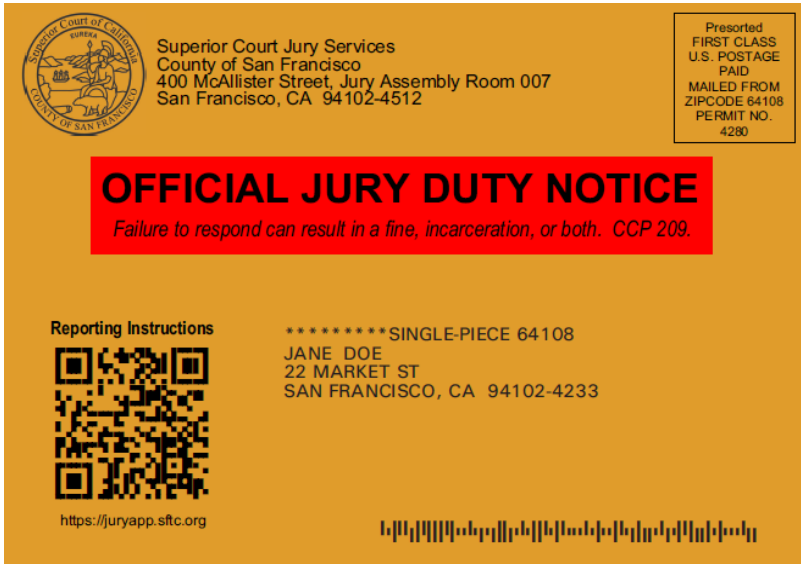 Superior Court of California
EUREKA
COUNTY OF SAN FRANCISCO
Superior Court Jury Services
County of San Francisco
400 McAllister Street, Jury Assembly Room 007
San Francisco, CA 94102-4512
Presorted
FIRST CLASS
U.S. POSTAGE
PAID
MAILED FROM
ZIPCODE 64108
PERMIT NO.
4280
OFFICIAL JURY DUTY NOTICE
Failure to respond can result in a fine, incarceration, or both. CCP 209.
Reporting Instructions
https://juryapp.sftc.org
*********SINGLE-PIECE 64108
JANE DOE
22 MARKET ST
SAN FRANCISCO, CA 94102-4233